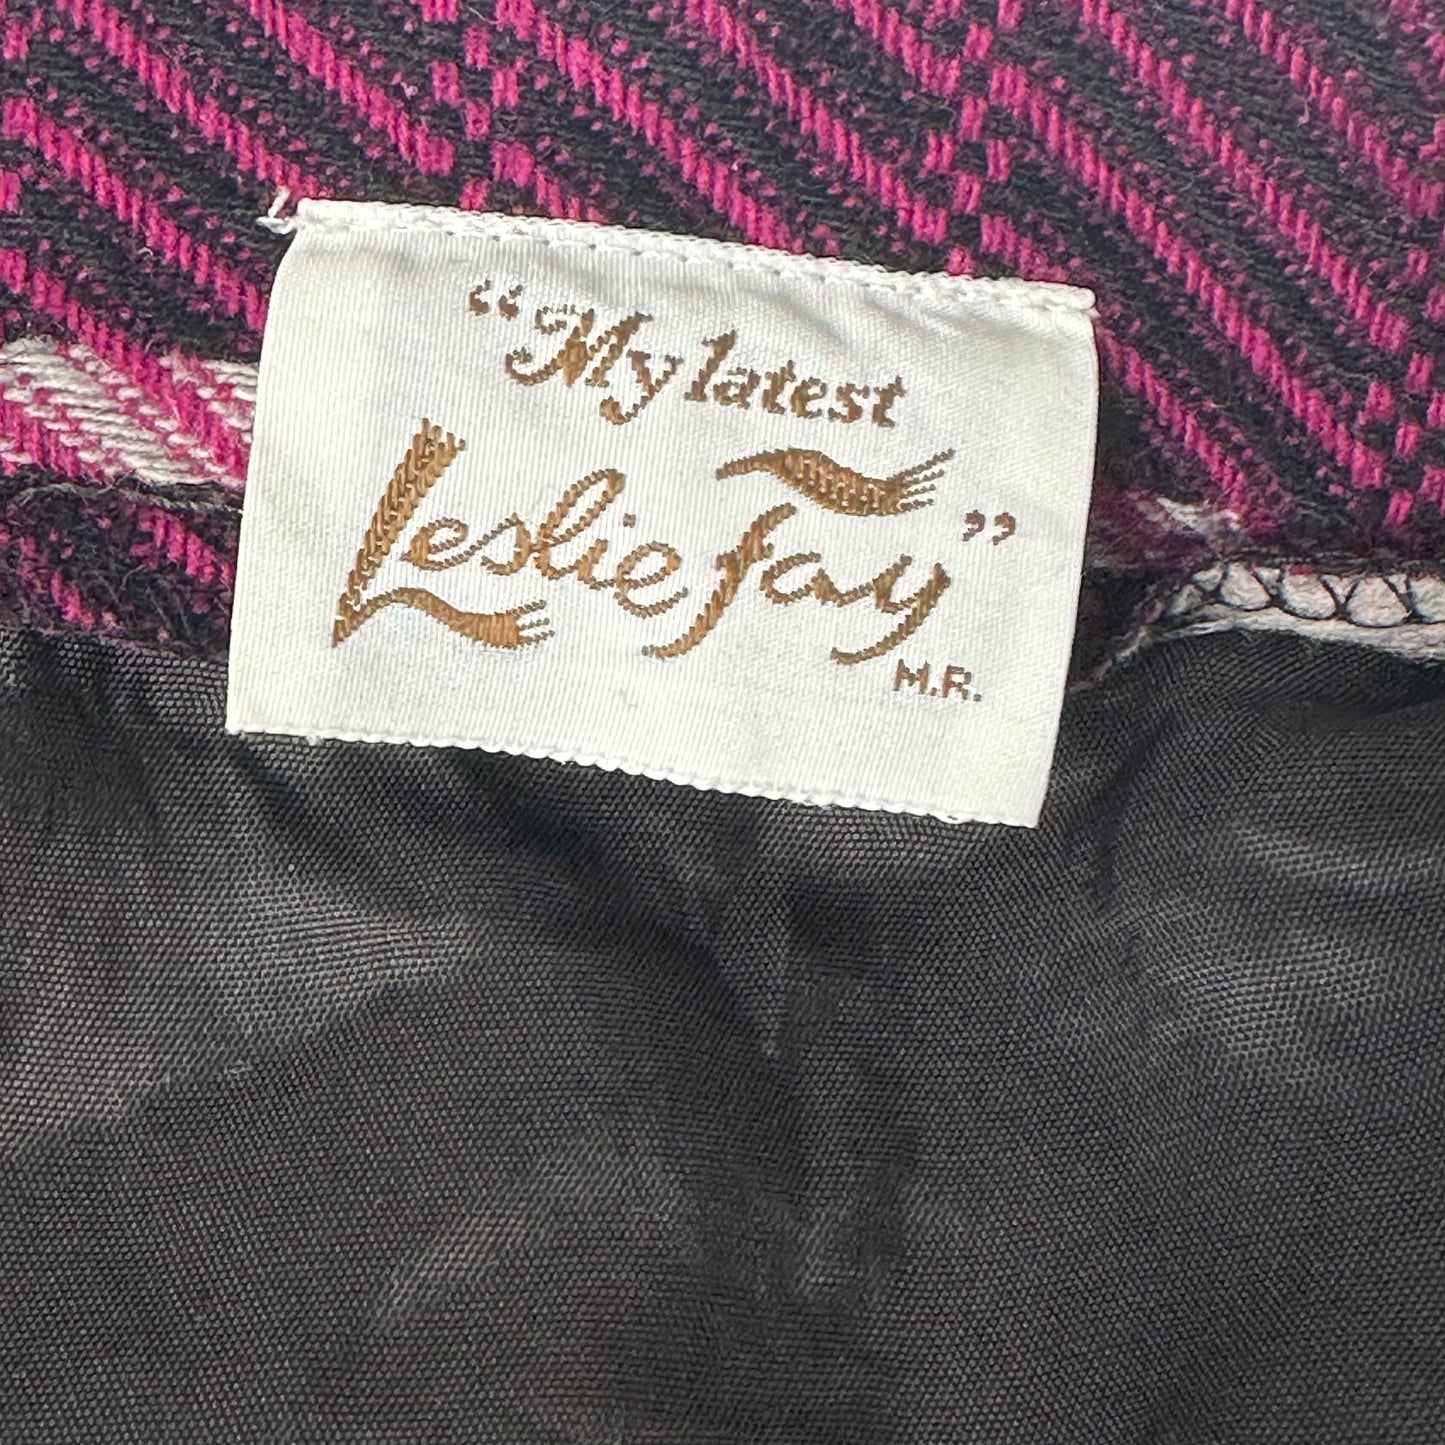 “My latest
Leslie Fay”
M.R.